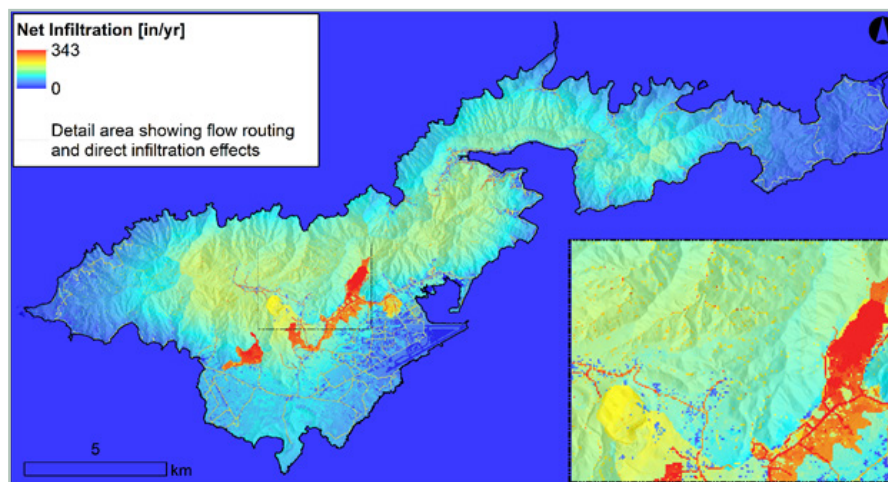 Net Infiltration [in/yr]
343
0
Detail area showing flow routing
and direct infiltration effects
5
km